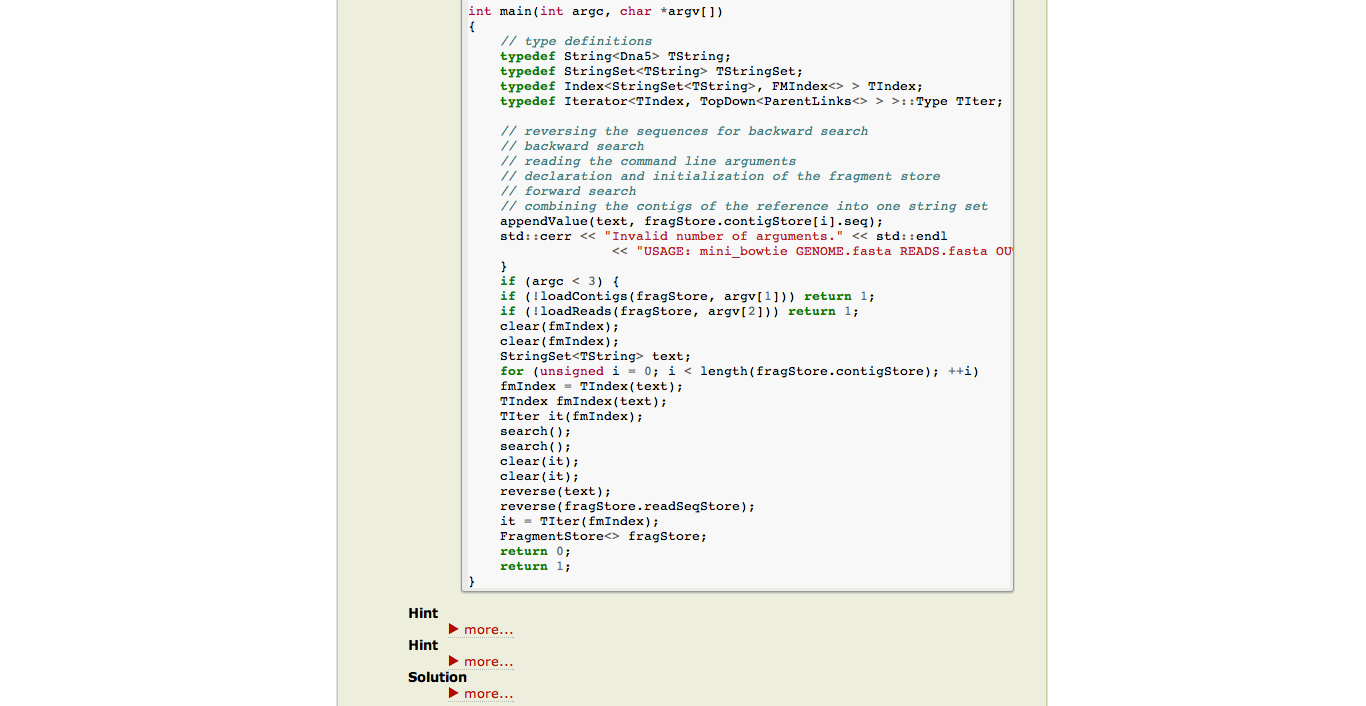 int main(int argc, char *argv[])
{
    // type definitions
    typedef String<Dna5> TString;
    typedef StringSet<TString> TStringSet;
    typedef Index<StringSet<TString>, FMIndex<> > TIndex;
    typedef Iterator<TIndex, TopDown<ParentLinks<> > >::Type TIter;

    // reversing the sequences for backward search
    // backward search
    // reading the command line arguments
    // declaration and initialization of the fragment store
    // forward search
    // combining the contigs of the reference into one string set
    appendValue(text, fragStore.contigStore[i].seq);
    std::cerr << "Invalid number of arguments." << std::endl
              << "USAGE: mini_bowtie GENOME.fasta READS.fasta OU
    }
    if (argc < 3) {
    if (!loadContigs(fragStore, argv[1])) return 1;
    if (!loadReads(fragStore, argv[2])) return 1;
    clear(fmIndex);
    clear(fmIndex);
    StringSet<TString> text;
    for (unsigned i = 0; i < length(fragStore.contigStore); ++i)
    fmIndex = TIndex(text);
    TIndex fmIndex(text);
    TIter it(fmIndex);
    search();
    search();
    clear(it);
    clear(it);
    reverse(text);
    reverse(fragStore.readSeqStore);
    it = TIter(fmIndex);
    FragmentStore<> fragStore;
    return 0;
    return 1;
}
Hint
▶ more...
Hint
▶ more...
Solution
▶ more...